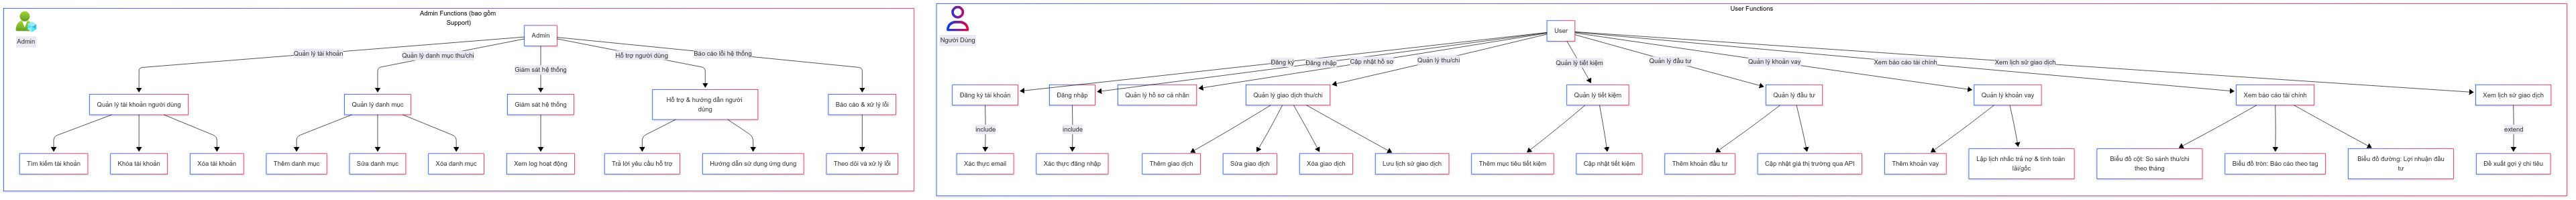 Admin Functions (bao gồm
Support)
Admin
Admin
Quản lý tài khoản
Quản lý danh mục thu/chi
Giám sát hệ thống
Hỗ trợ người dùng
Báo cáo lỗi hệ thống
Quản lý tài khoản người dùng
Quản lý danh mục
Giám sát hệ thống
Hỗ trợ & hướng dẫn người
dùng
Báo cáo & xử lý lỗi
Tìm kiếm tài khoản
Khóa tài khoản
Xóa tài khoản
Thêm danh mục
Sửa danh mục
Xóa danh mục
Xem log hoạt động
Trả lời yêu cầu hỗ trợ
Hướng dẫn sử dụng ứng dụng
Theo dõi và xử lý lỗi
User Functions
Người Dùng
User
Đăng ký
Đăng nhập
Cập nhật hồ sơ
Quản lý thu/chi
Quản lý tiết kiệm
Quản lý đầu tư
Quản lý khoản vay
Xem báo cáo tài chính
Xem lịch sử giao dịch
Đăng ký tài khoản
Đăng nhập
Quản lý hồ sơ cá nhân
Quản lý giao dịch thu/chi
Quản lý tiết kiệm
Quản lý đầu tư
Quản lý khoản vay
Xem báo cáo tài chính
Xem lịch sử giao dịch
include
include
extend
Xác thực email
Xác thực đăng nhập
Thêm giao dịch
Sửa giao dịch
Xóa giao dịch
Lưu lịch sử giao dịch
Thêm mục tiêu tiết kiệm
Cập nhật tiết kiệm
Thêm khoản đầu tư
Cập nhật giá thị trường qua API
Thêm khoản vay
Lập lịch nhắc trả nợ & tính toán
lãi/gốc
Biểu đồ cột: So sánh thu/chi
theo tháng
Biểu đồ tròn: Báo cáo theo tag
Biểu đồ đường: Lợi nhuận đầu
tư
Đề xuất gợi ý chi tiêu